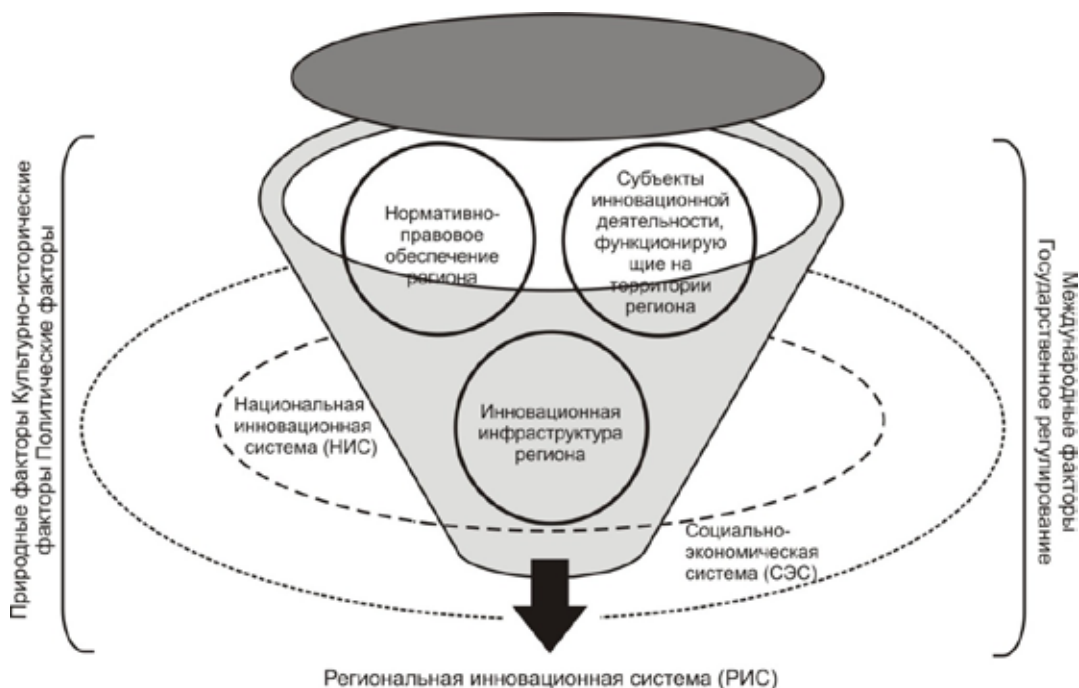 Природные факторы Культурно-исторические
факторы Политические факторы
Нормативно-
правовое
обеспечение
региона
Субъекты
инновационной
деятельности,
функционирую
щие на
территории
региона
Национальная
инновационная
система (НИС)
Инновационная
инфраструктура
региона
Социально-
экономическая
система (СЭС)
Международные факторы
Государственное регулирование
Региональная инновационная система (РИС)